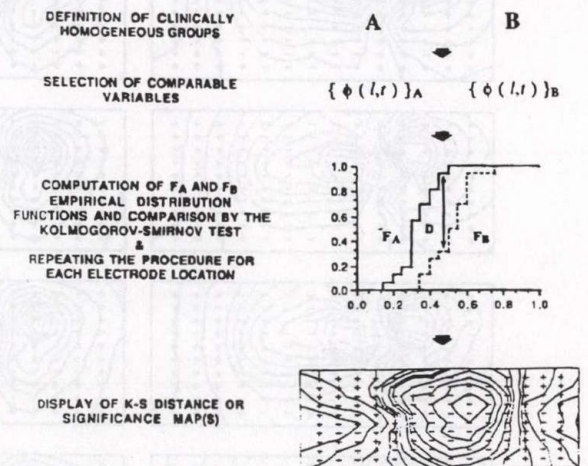 DEFINITION OF CLINICALLY
HOMOGENEOUS GROUPS
A B
SELECTION OF COMPARABLE
VARIABLES
{ ϕ ( l,t ) }A { ϕ ( l,t ) }B
COMPUTATION OF FA AND FB
EMPIRICAL DISTRIBUTION
FUNCTIONS AND COMPARISON BY THE
KOLMOGOROV-SMIRNOV TEST
&
REPEATING THE PROCEDURE FOR
EACH ELECTRODE LOCATION
1.0
0.8
0.6
0.4
0.2
0.0
FA D FB
0.0 0.2 0.4 0.6 0.8 1.0
DISPLAY OF K-S DISTANCE OR
SIGNIFICANCE MAP(S)